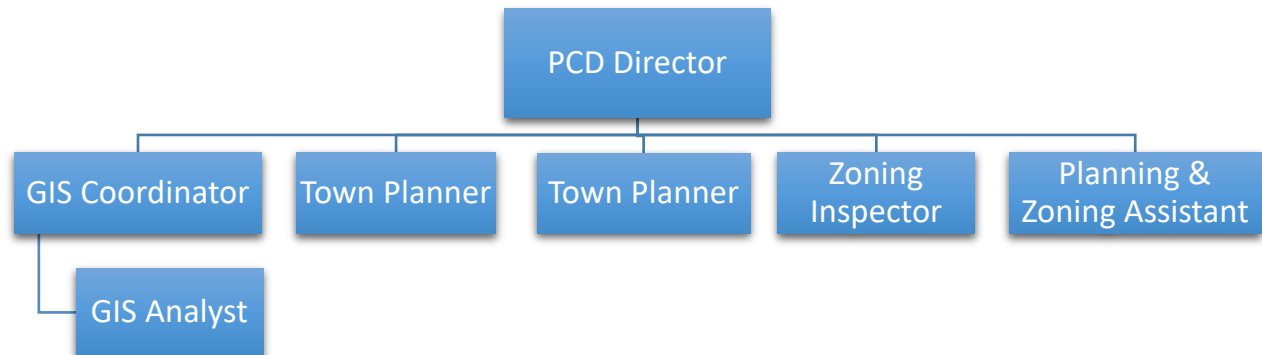 PCD Director
GIS Coordinator
Town Planner
Town Planner
Zoning
Inspector
Planning &
Zoning Assistant
GIS Analyst